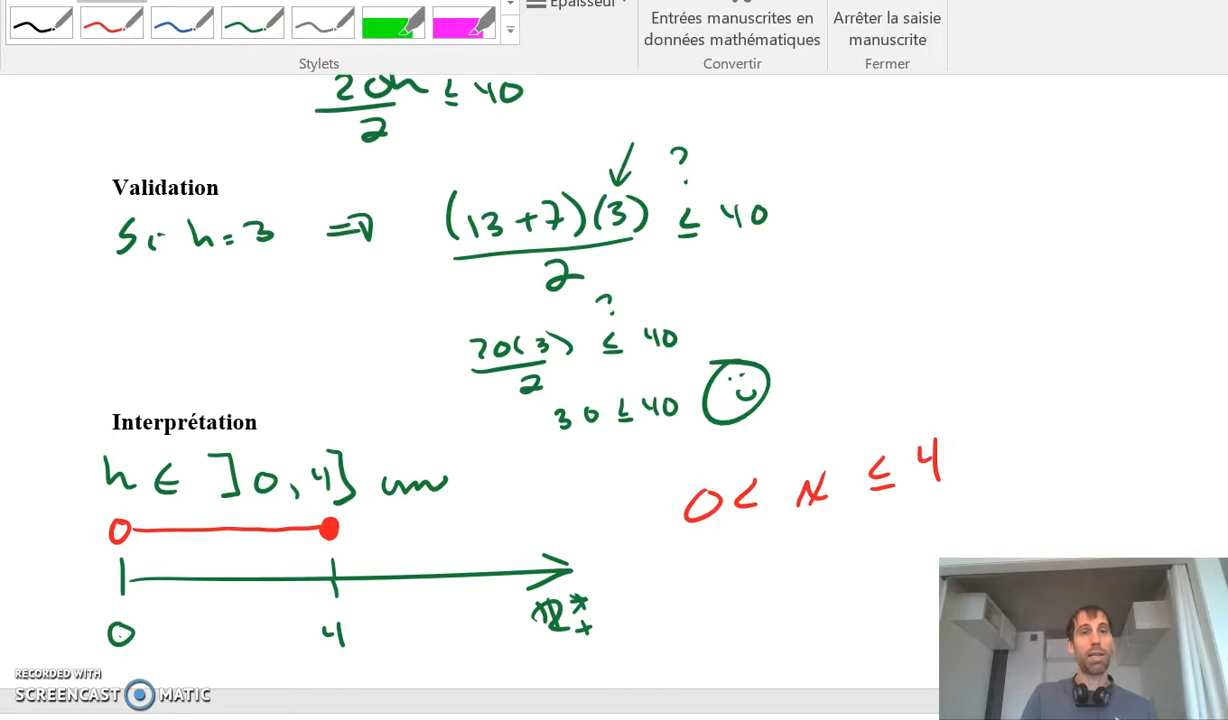 Épaisseur
Entrées manuscrites en
données mathématiques
Arrêter la saisie
manuscrite
Stylets
Convertir
Fermer
20h ≤ 40
2
Validation
?
Si h = 3 ⇒ (13 + 7)(3) ≤ 40
2
?
20(3) ≤ 40
2
30 ≤ 40
Interprétation
h ∈ ]0, 4] cm
0 < x ≤ 4
ℝ*+
0 4
RECORDED WITH
SCREENCAST MATIC